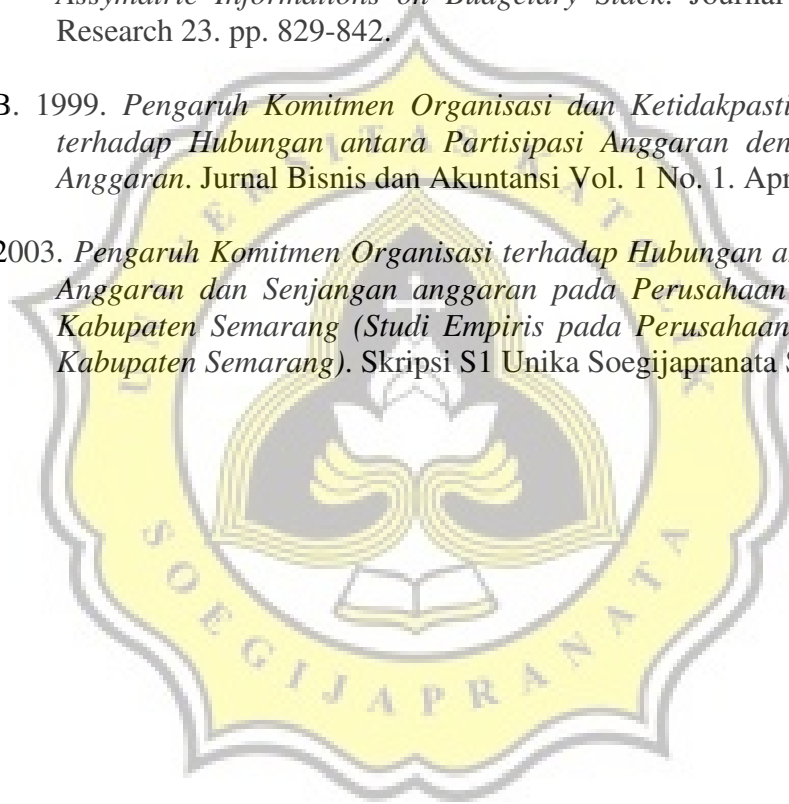 Assymatric Informations on Budgetary Slack. Journal
Research 23. pp. 829-842.
B. 1999. Pengaruh Komitmen Organisasi dan Ketidakpasti
terhadap Hubungan antara Partisipasi Anggaran den
Anggaran. Jurnal Bisnis dan Akuntansi Vol. 1 No. 1. Apr
2003. Pengaruh Komitmen Organisasi terhadap Hubungan a
Anggaran dan Senjangan anggaran pada Perusahaan
Kabupaten Semarang (Studi Empiris pada Perusahaan
Kabupaten Semarang). Skripsi S1 Unika Soegijapranata S
UNIVERSITAS KATOLIK
SOEGIJAPRANATA